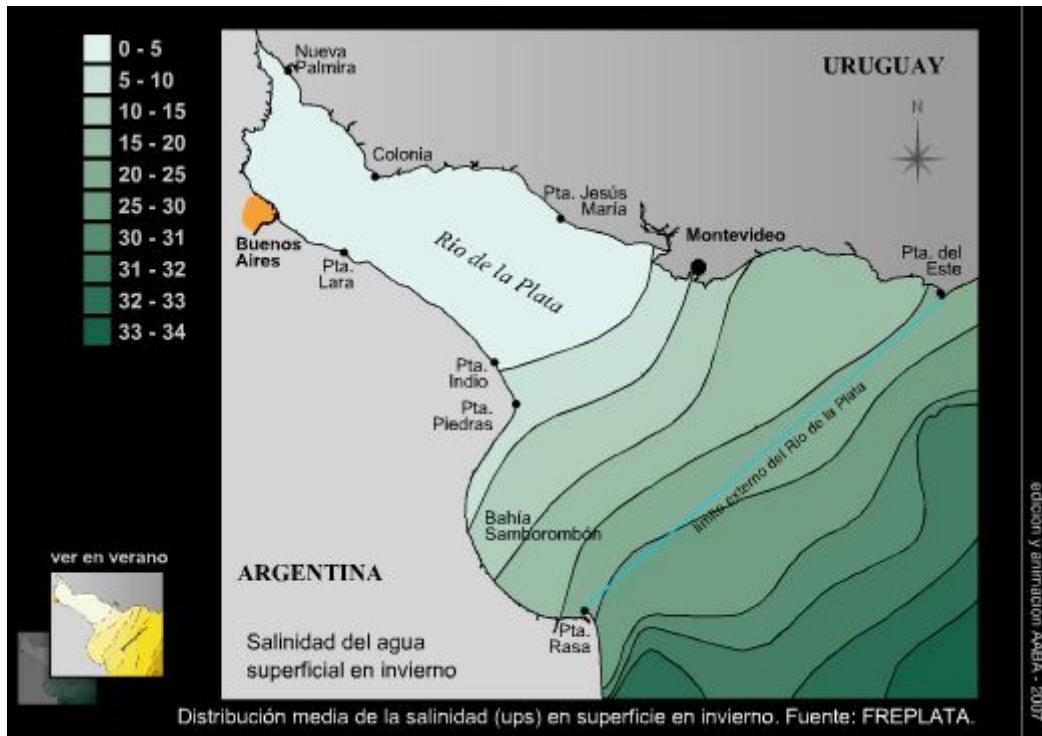 0 - 5
5 - 10
10 - 15
15 - 20
20 - 25
25 - 30
30 - 31
31 - 32
32 - 33
33 - 34
Nueva
Palmira
URUGUAY
N
Colonia
Pta. Jesús
María
Montevideo
Pta. del
Este
Buenos
Aires
Pta.
Lara
Río de la Plata
Pta.
Indio
Pta.
Piedras
límite externo del Río de la Plata
Bahía
Samborombón
ARGENTINA
Pta.
Rasa
Salinidad del agua
superficial en invierno
ver en verano
Distribución media de la salinidad (ups) en superficie en invierno. Fuente: FREPLATA.
edición y animación AABA - 2007